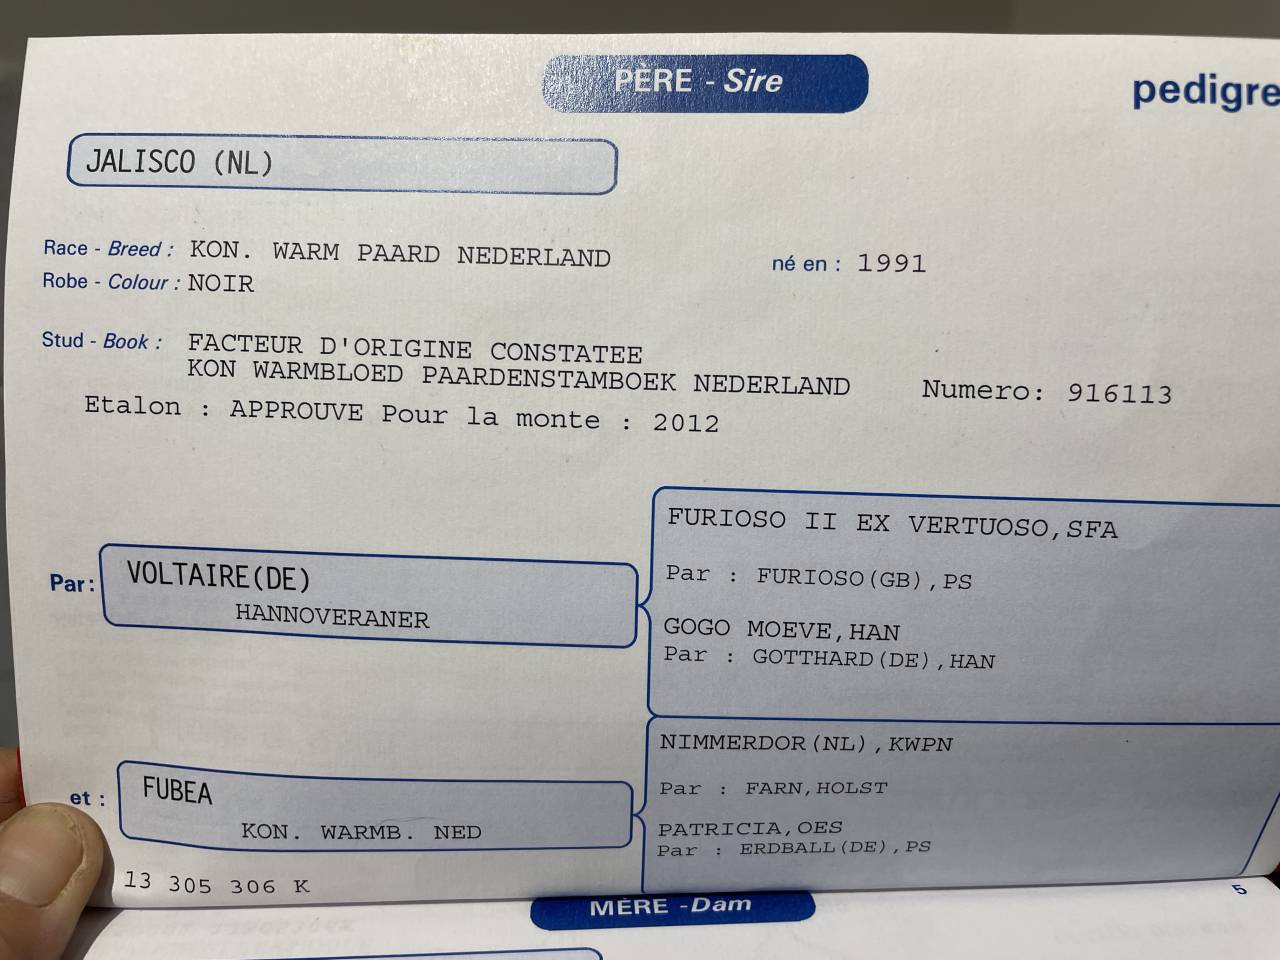 PÈRE - Sire
pedigre
JALISCO (NL)
Race - Breed : KON. WARM PAARD NEDERLAND né en : 1991
Robe - Colour : NOIR
Stud - Book : FACTEUR D'ORIGINE CONSTATEE
KON WARMBLOED PAARDENSTAMBOEK NEDERLAND Numero: 916113
Etalon : APPROUVE Pour la monte : 2012
FURIOSO II EX VERTUOSO,SFA
Par : FURIOSO(GB),PS
Par : VOLTAIRE(DE)
HANNOVERANER
GOGO MOEVE,HAN
Par : GOTTHARD(DE),HAN
NIMMERDOR(NL),KWPN
Par : FARN,HOLST
et : FUBEA
KON. WARMB. NED
PATRICIA,OES
Par : ERDBALL(DE),PS
13 305 306 K
5
MÈRE -Dam